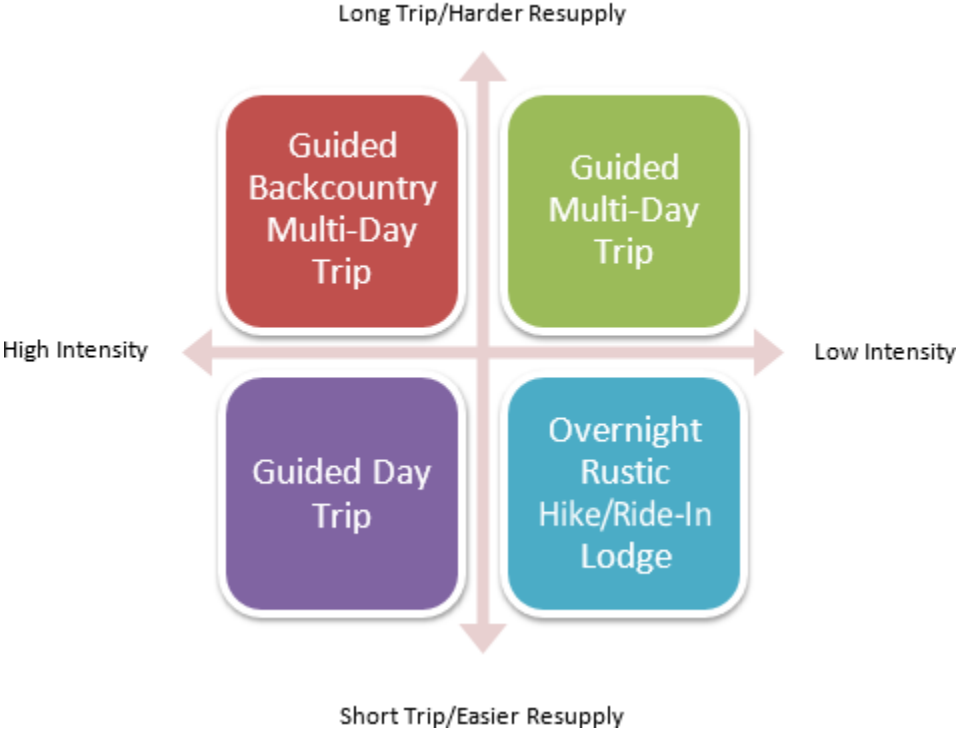 Long Trip/Harder Resupply
Guided
Backcountry
Multi-Day
Trip
Guided
Multi-Day
Trip
High Intensity
Low Intensity
Guided Day
Trip
Overnight
Rustic
Hike/Ride-In
Lodge
Short Trip/Easier Resupply